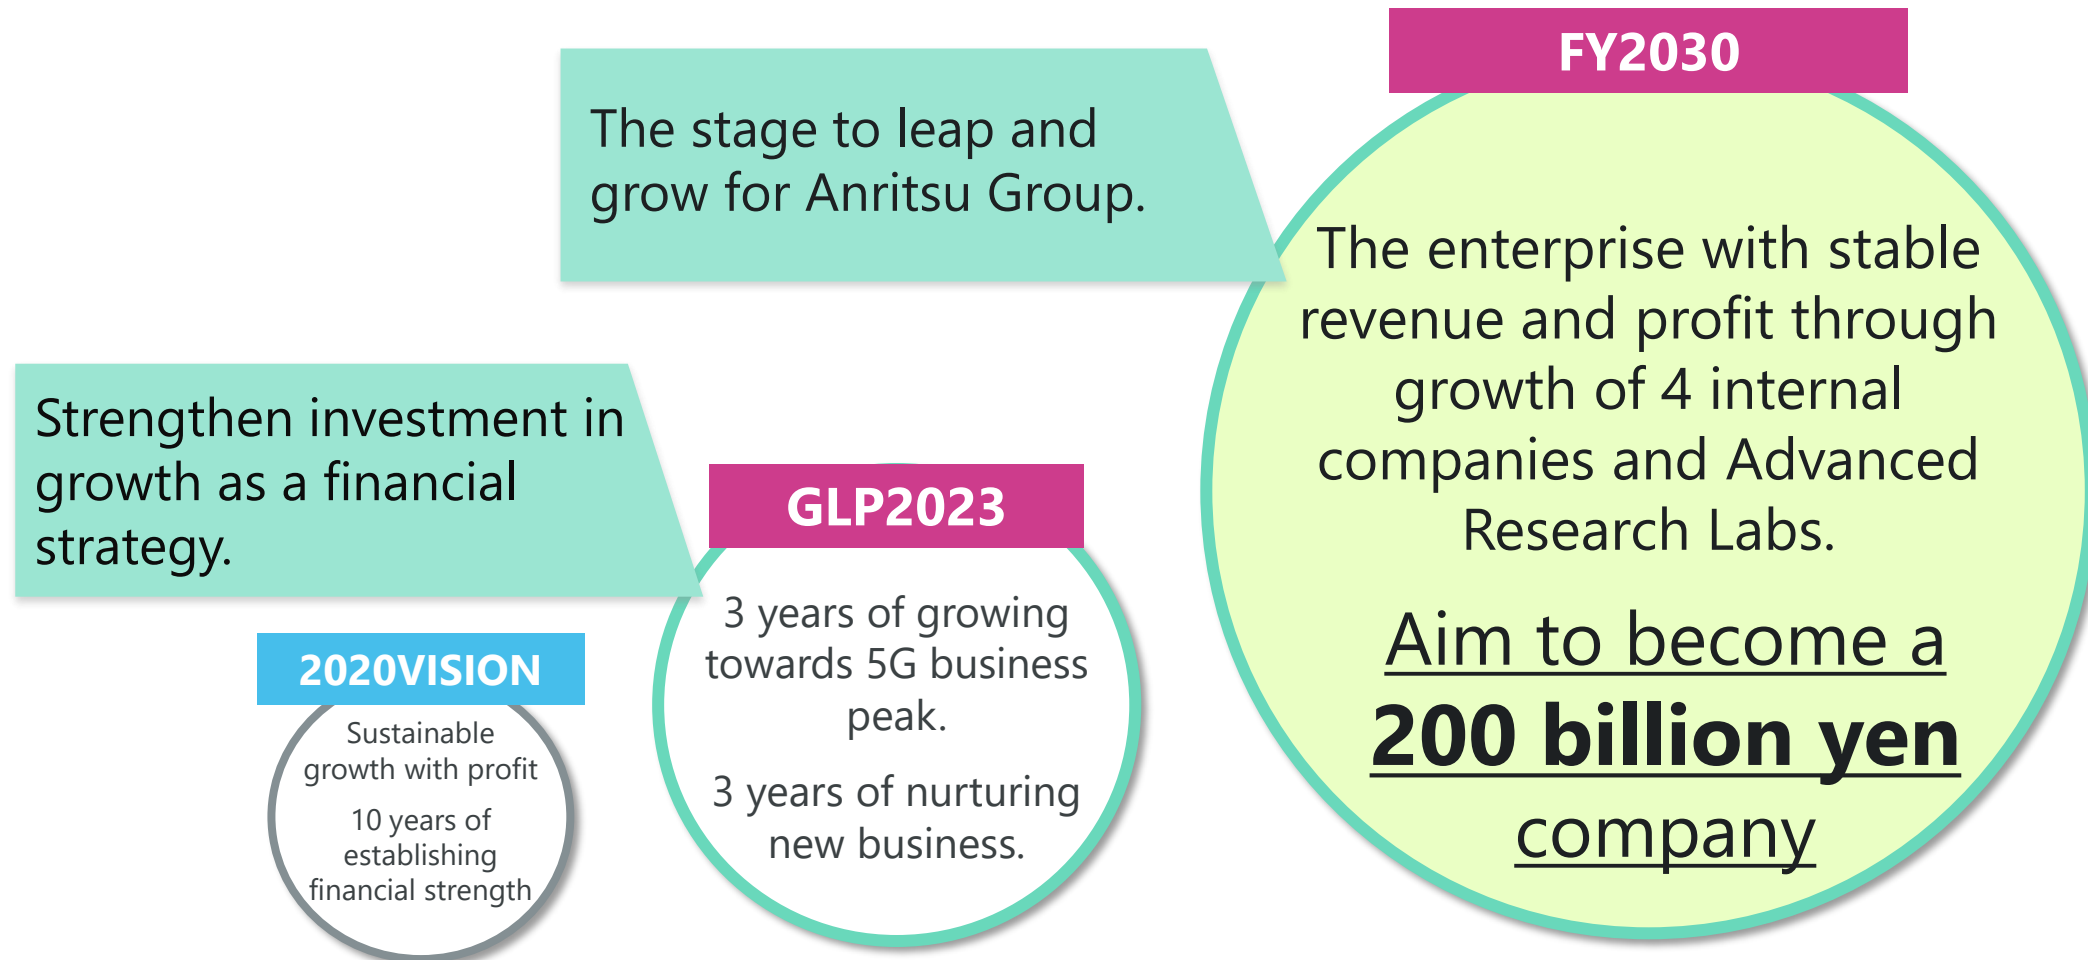 FY2030
The stage to leap and
grow for Anritsu Group.
The enterprise with stable
revenue and profit through
growth of 4 internal
companies and Advanced
Research Labs.
Aim to become a
200 billion yen
company
Strengthen investment in
growth as a financial
strategy.
GLP2023
3 years of growing
towards 5G business
peak.
3 years of nurturing
new business.
2020VISION
Sustainable
growth with profit
10 years of
establishing
financial strength